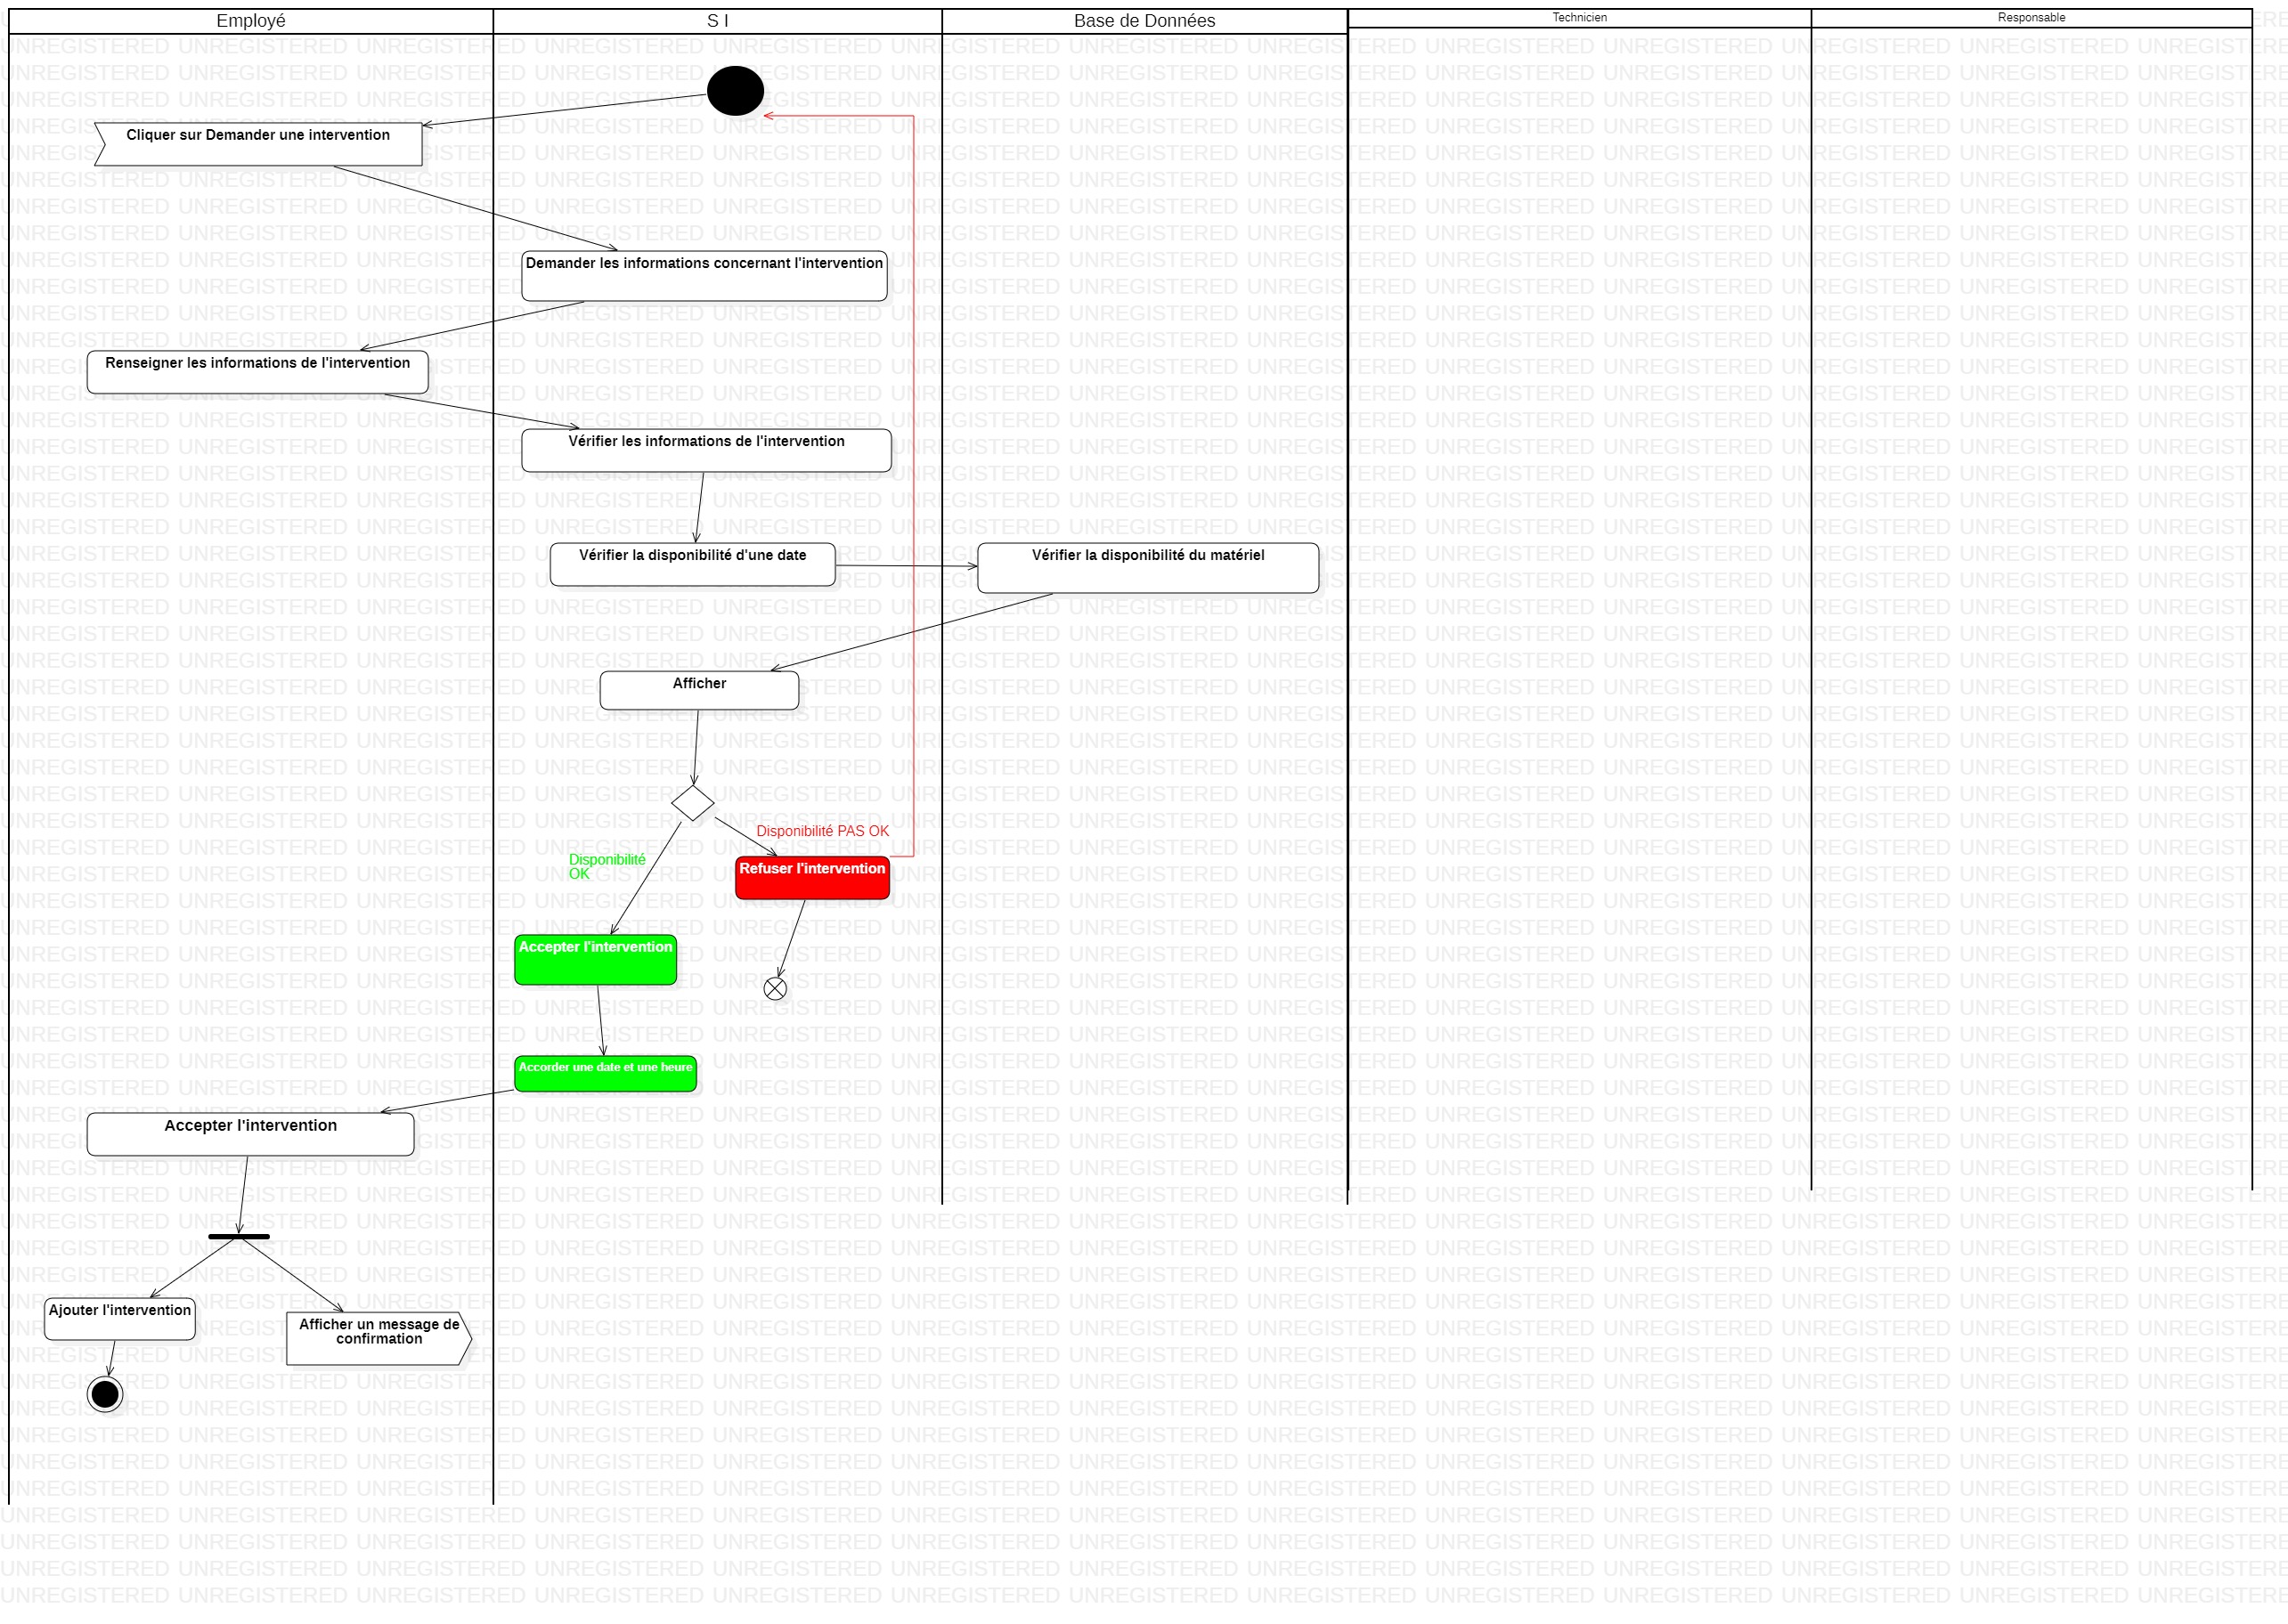 Employé
S I
Base de Données
Technicien
Responsable
Cliquer sur Demander une intervention
Demander les informations concernant l'intervention
Renseigner les informations de l'intervention
Vérifier les informations de l'intervention
Vérifier la disponibilité d'une date
Vérifier la disponibilité du matériel
Afficher
Disponibilité PAS OK
Disponibilité
OK
Refuser l'intervention
Accepter l'intervention
Accorder une date et une heure
Accepter l'intervention
Ajouter l'intervention
Afficher un message de
confirmation
UNREGISTERED